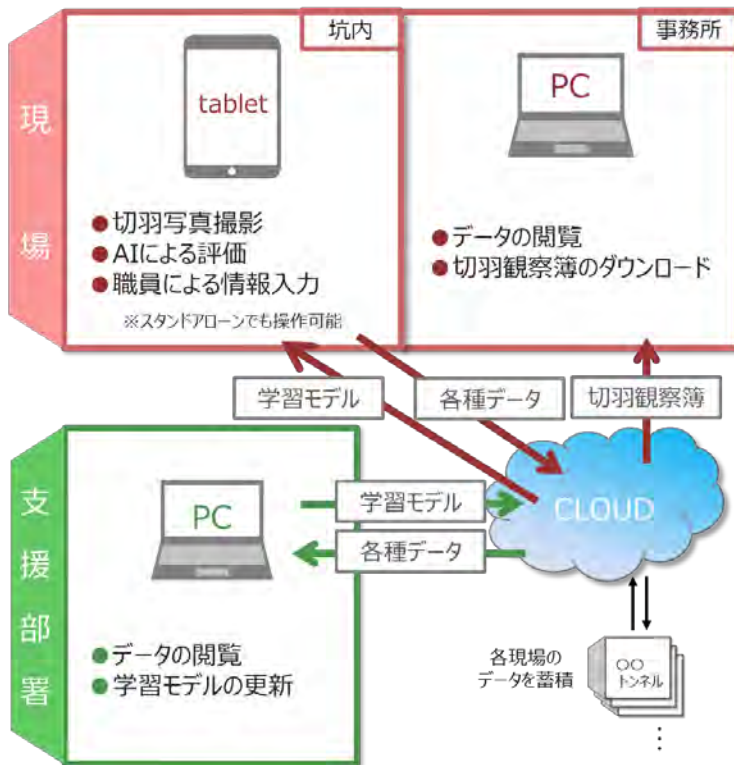 現場
坑内
tablet
●切羽写真撮影
●AIによる評価
●職員による情報入力
※スタンドアローンでも操作可能
事務所
PC
●データの閲覧
●切羽観察簿のダウンロード
学習モデル
各種データ
切羽観察簿
支援部署
PC
●データの閲覧
●学習モデルの更新
学習モデル
各種データ
CLOUD
各現場の
データを蓄積
○○
トンネル
⋮